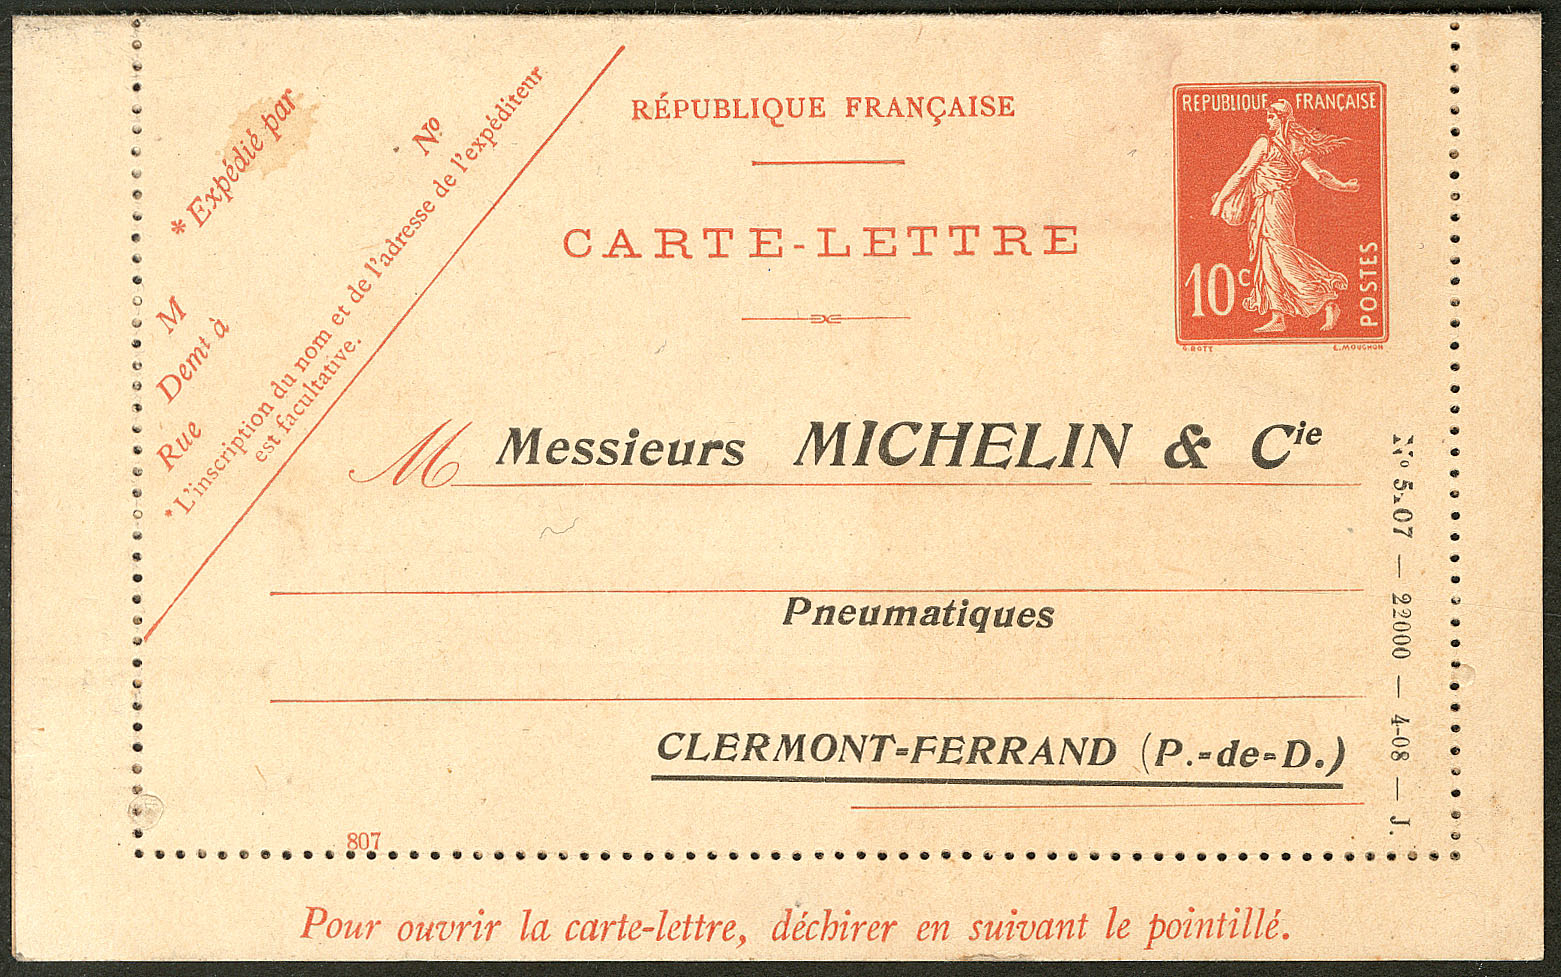 * Expédié par
Nº
M
Demt à
Rue
*L'inscription du nom et de l'adresse de l'expéditeur
est facultative.
RÉPUBLIQUE FRANÇAISE
CARTE-LETTRE
REPUBLIQUE FRANÇAISE
10c
POSTES
O.ROTY
E.MOUCHON
M Messieurs MICHELIN & Cie
Pneumatiques
CLERMONT-FERRAND (P.-de-D.)
Nº 5.07 — 22000 — 4-08 — J.
807
Pour ouvrir la carte-lettre, déchirer en suivant le pointillé.